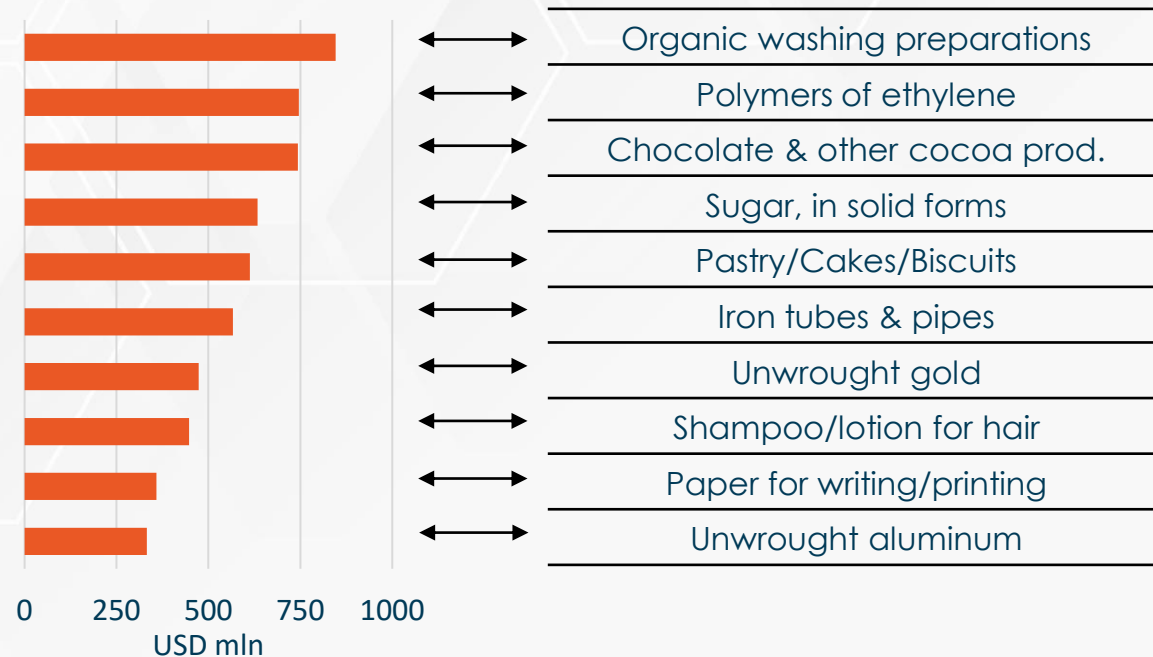 Organic washing preparations
Polymers of ethylene
Chocolate & other cocoa prod.
Sugar, in solid forms
Pastry/Cakes/Biscuits
Iron tubes & pipes
Unwrought gold
Shampoo/lotion for hair
Paper for writing/printing
Unwrought aluminum
0 250 500 750 1000
USD mln